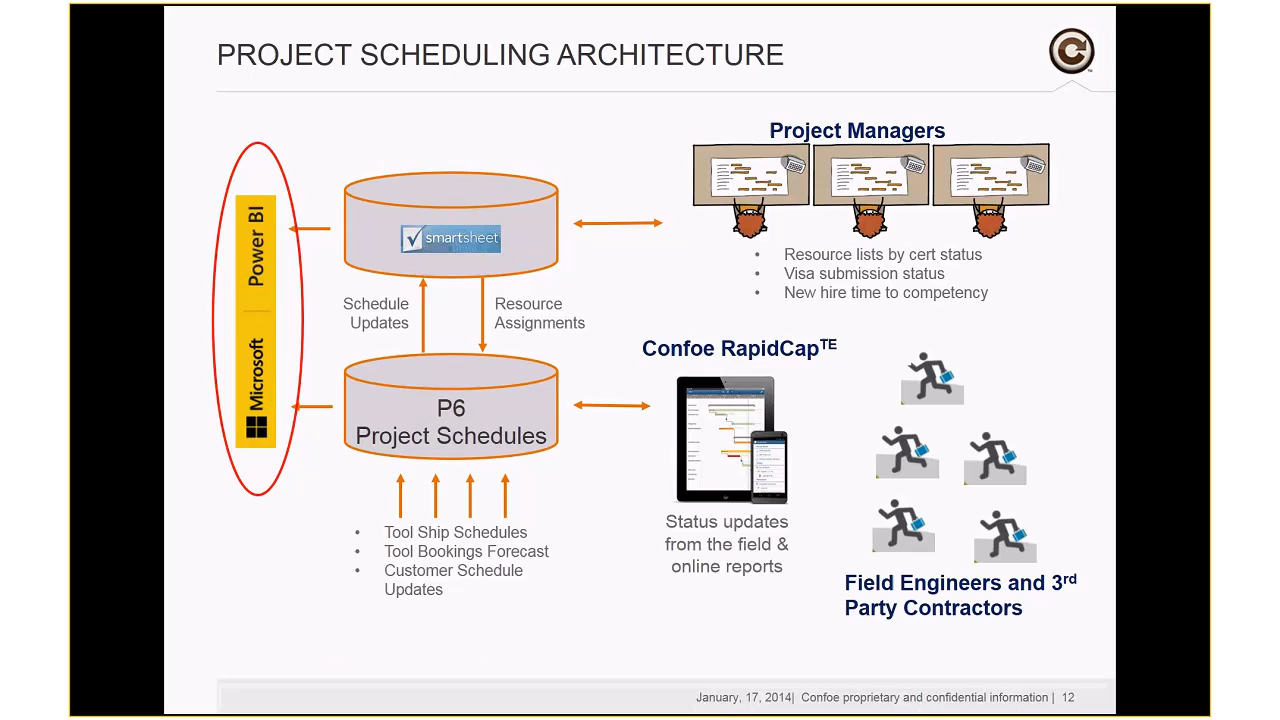 PROJECT SCHEDULING ARCHITECTURE
Project Managers
• Resource lists by cert status
• Visa submission status
• New hire time to competency
Microsoft | Power BI
smartsheet
Schedule
Updates
Resource
Assignments
P6
Project Schedules
• Tool Ship Schedules
• Tool Bookings Forecast
• Customer Schedule
Updates
Confoe RapidCapTE
Status updates
from the field &
online reports
Field Engineers and 3rd
Party Contractors
January, 17, 2014| Confoe proprietary and confidential information | 12